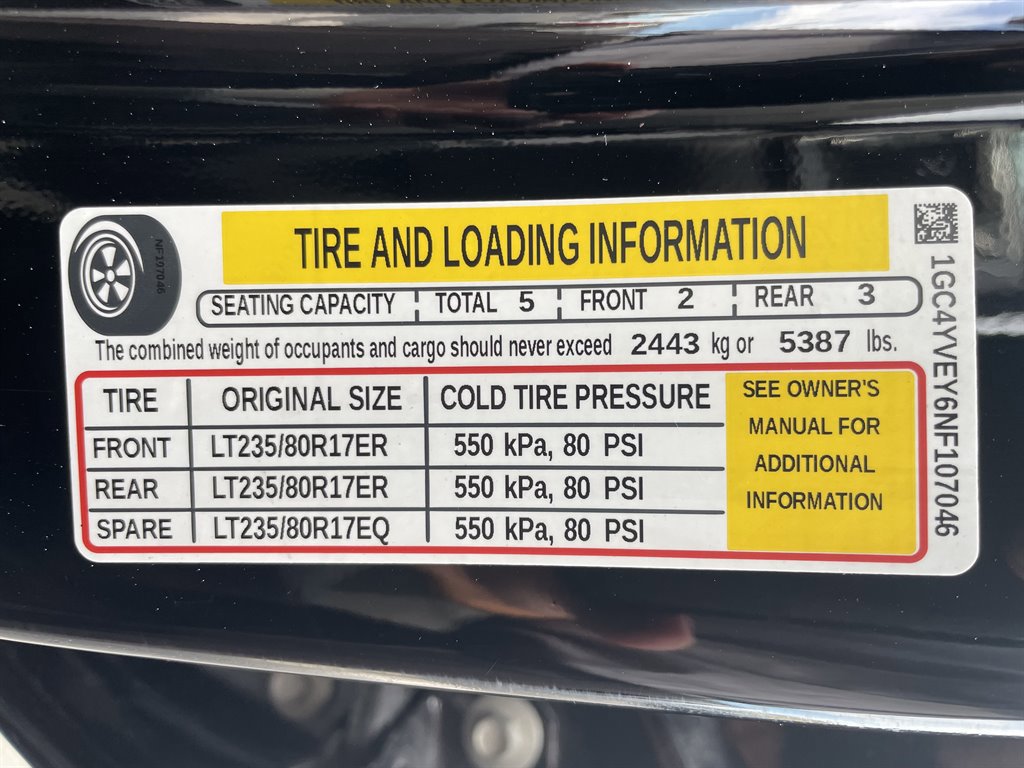 TIRE AND LOADING INFORMATION
SEATING CAPACITY TOTAL 5 FRONT 2 REAR 3
The combined weight of occupants and cargo should never exceed 2443 kg or 5387 lbs.
TIRE ORIGINAL SIZE COLD TIRE PRESSURE
FRONT LT235/80R17ER 550 kPa, 80 PSI
REAR LT235/80R17ER 550 kPa, 80 PSI
SPARE LT235/80R17EQ 550 kPa, 80 PSI
SEE OWNER'S
MANUAL FOR
ADDITIONAL
INFORMATION
1GC4YVEY6NF107046
NF107046